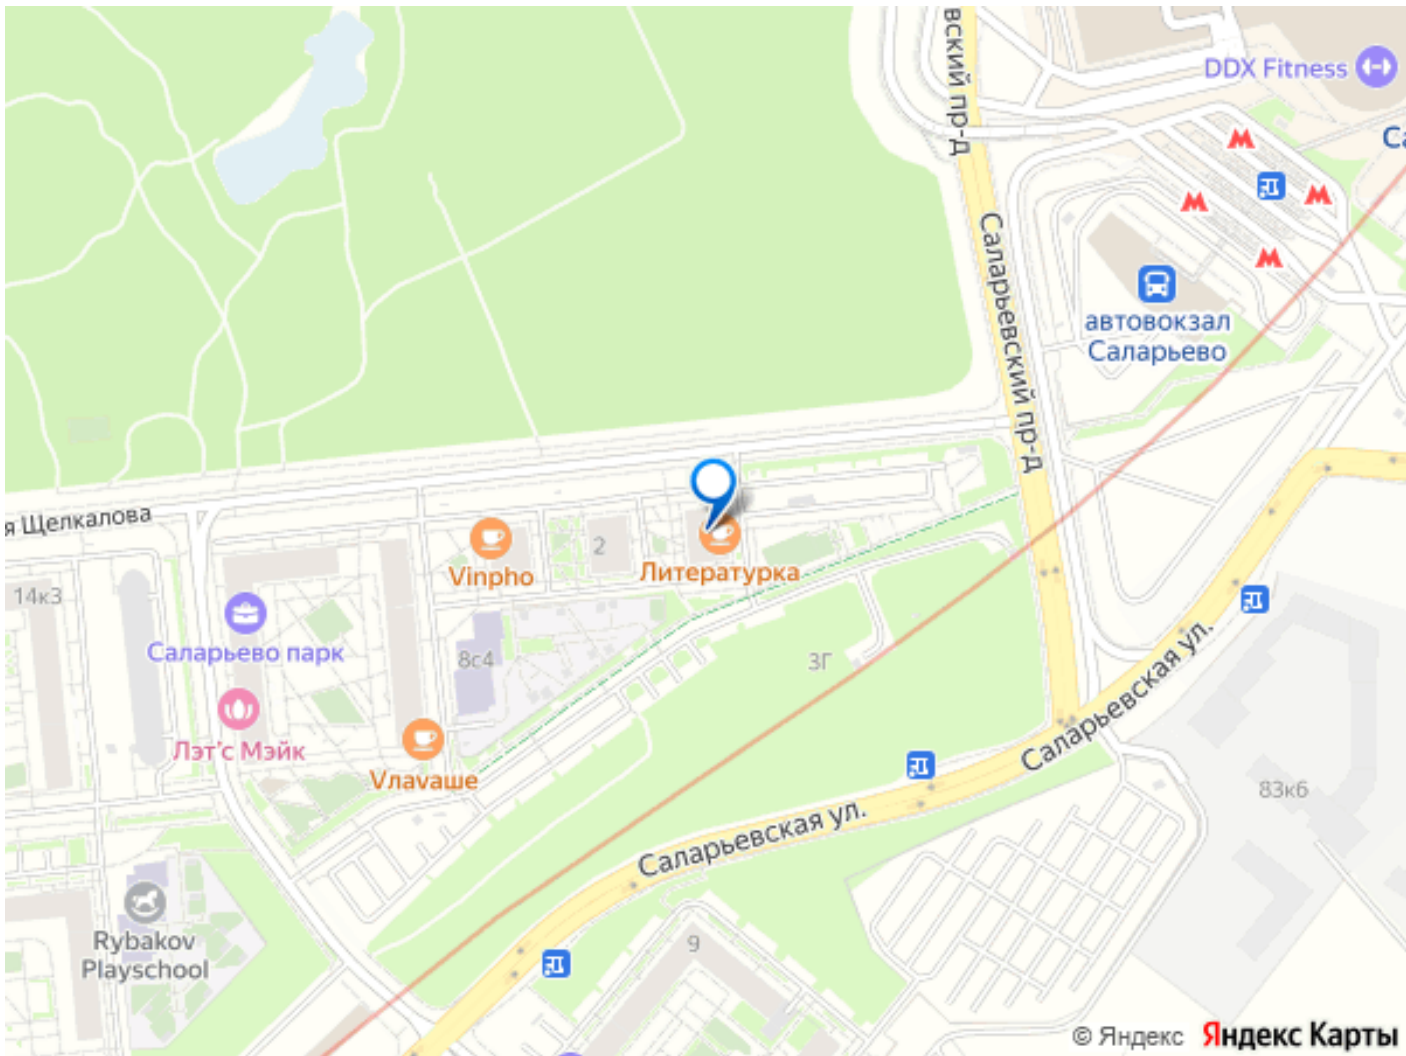 вский пр-д
DDX Fitness
Са
Саларьевский пр-д
автовокзал
Саларьево
я Щелкалова
Vinpho
2
Литературка
14к3
Саларьево парк
8с4
3Г
Лэт'с Мэйк
Vлаvаше
Саларьевская ул.
83к6
Саларьевская ул.
Rybakov
Playschool
9
© Яндекс Яндекс Карты